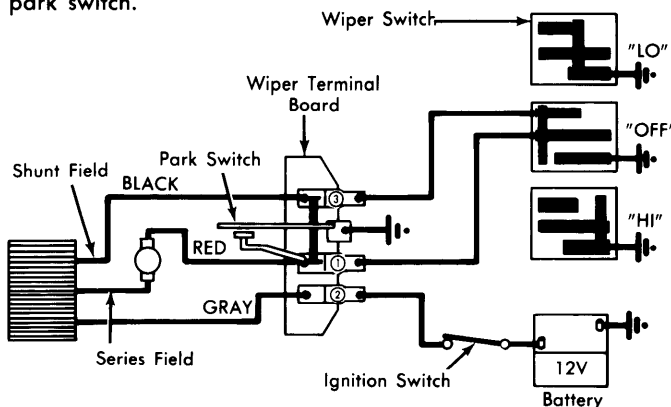 park switch.
Wiper Switch
"LO"
Wiper Terminal
Board
Park Switch
"OFF"
Shunt Field
BLACK
3
"HI"
RED
1
GRAY
2
Series Field
Ignition Switch
12V
Battery